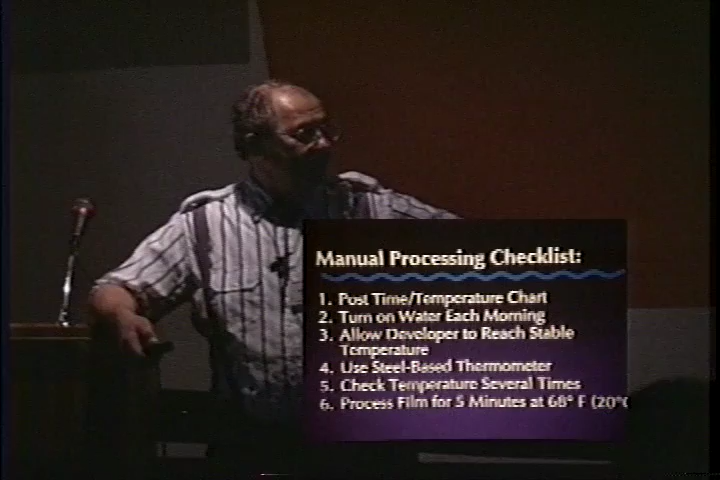 Manual Processing Checklist:
1. Post Time/Temperature Chart
2. Turn on Water Each Morning
3. Allow Developer to Reach Stable
Temperature
4. Use Steel-Based Thermometer
5. Check Temperature Several Times
6. Process Film for 5 Minutes at 68° F (20°C